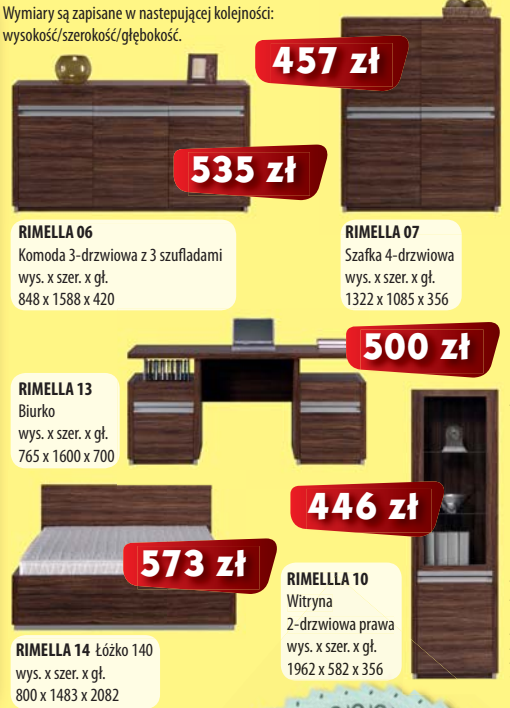 Wymiary są zapisane w nastepującej kolejności:
wysokość/szerokość/głębokość.
457 zł
535 zł
RIMELLA 06
Komoda 3-drzwiowa z 3 szufladami
wys. x szer. x gł.
848 x 1588 x 420
RIMELLA 07
Szafka 4-drzwiowa
wys. x szer. x gł.
1322 x 1085 x 356
500 zł
RIMELLA 13
Biurko
wys. x szer. x gł.
765 x 1600 x 700
446 zł
573 zł
RIMELLLA 10
Witryna
2-drzwiowa prawa
wys. x szer. x gł.
1962 x 582 x 356
RIMELLA 14 Łóżko 140
wys. x szer. x gł.
800 x 1483 x 2082